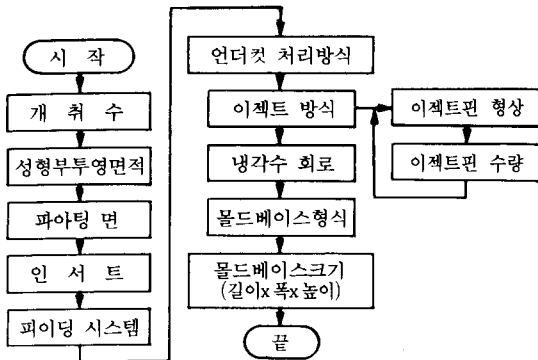 시 작
개 취 수
성형부투영면적
파아팅 면
인 서 트
피이딩 시스템
언더컷 처리방식
이젝트 방식
이젝트핀 형상
이젝트핀 수량
냉각수 회로
몰드베이스형식
몰드베이스크기
(길이x 폭x 높이)
끝